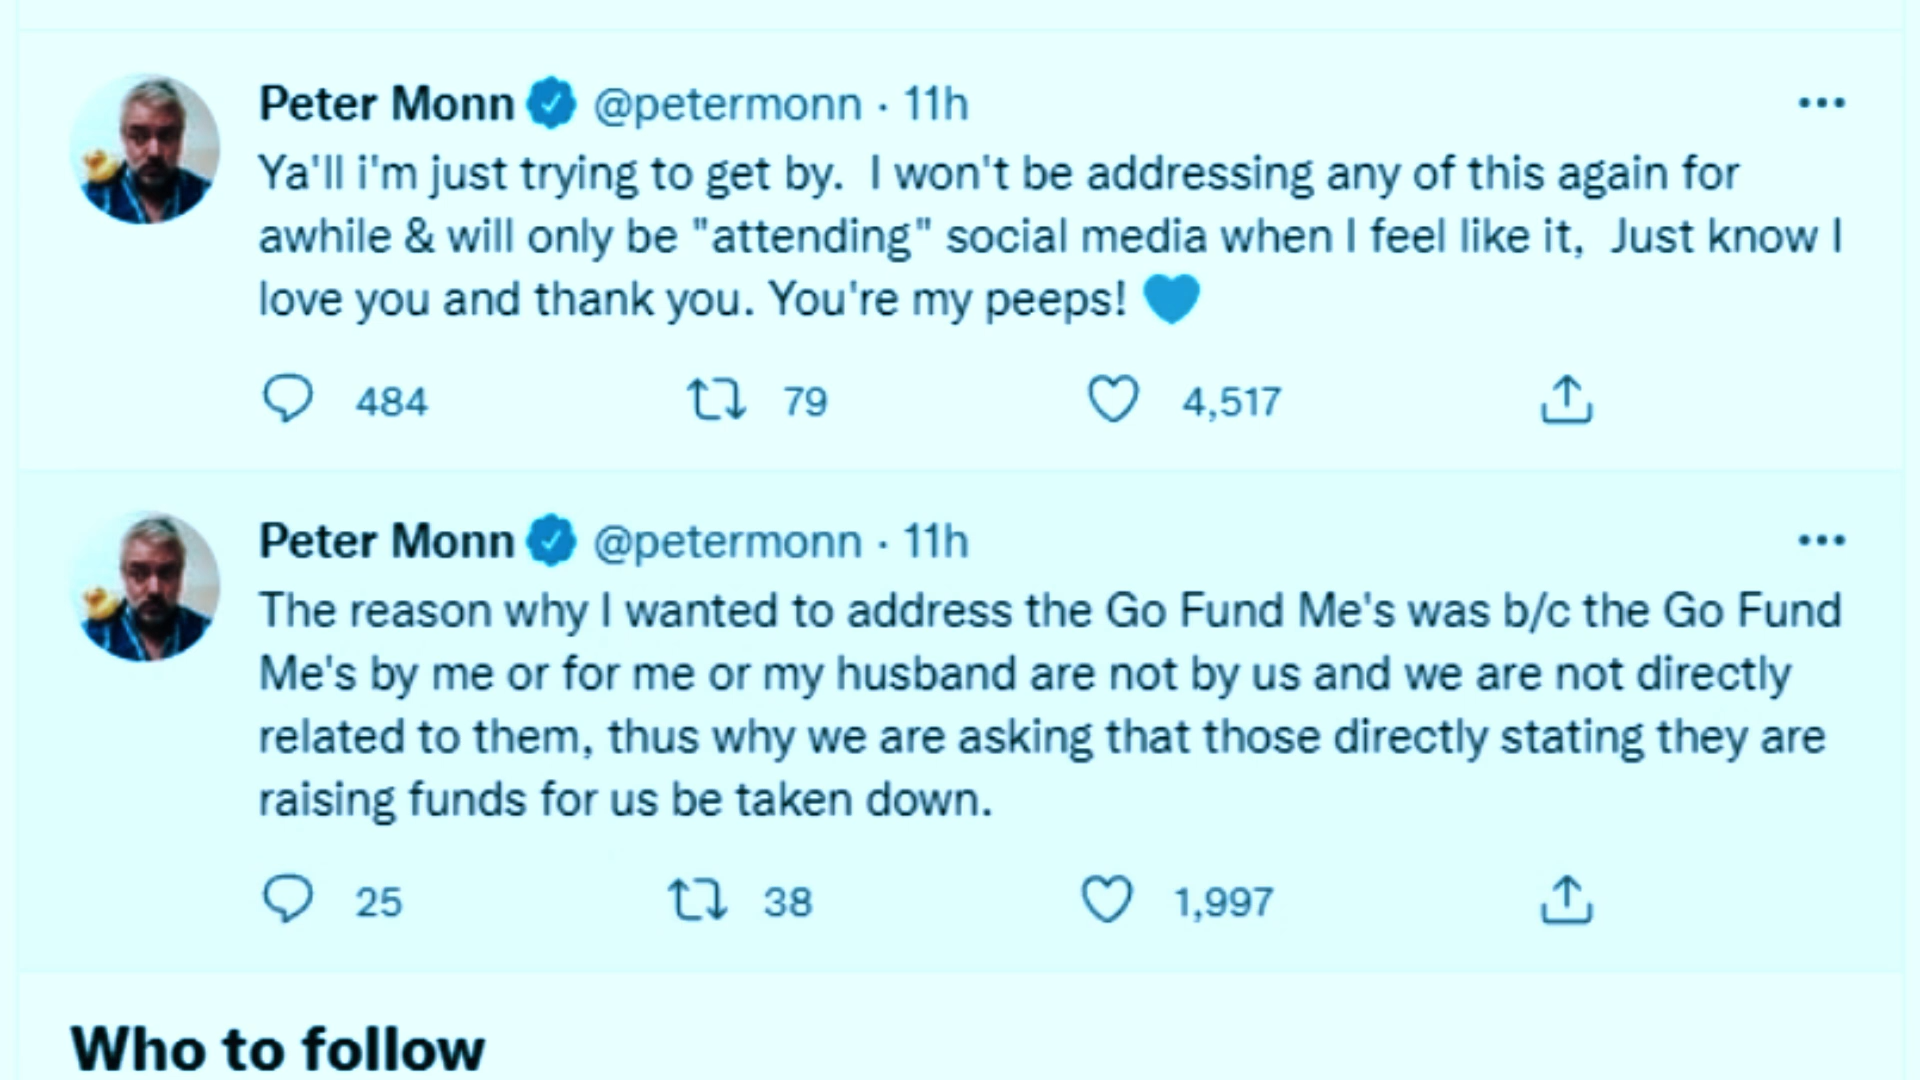 Peter Monn @petermonn · 11h
Ya'll i'm just trying to get by.  I won't be addressing any of this again for
awhile & will only be "attending" social media when I feel like it,  Just know I
love you and thank you. You're my peeps! 💙
484 79 4,517
Peter Monn @petermonn · 11h
The reason why I wanted to address the Go Fund Me's was b/c the Go Fund
Me's by me or for me or my husband are not by us and we are not directly
related to them, thus why we are asking that those directly stating they are
raising funds for us be taken down.
25 38 1,997
Who to follow